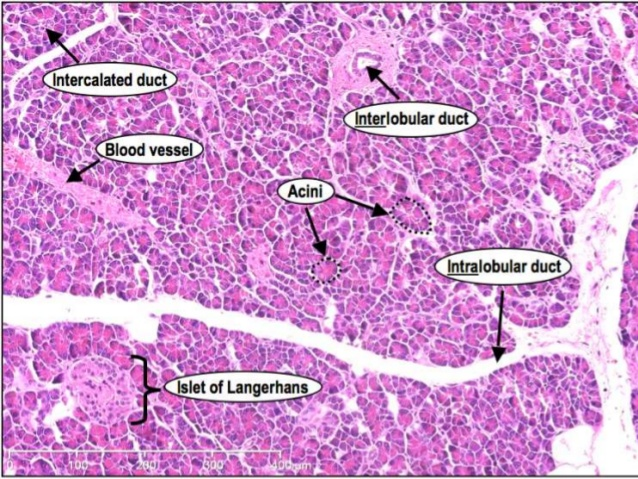 Intercalated duct
Interlobular duct
Blood vessel
Acini
Intralobular duct
Islet of Langerhans
0 100 200 300 400 µm